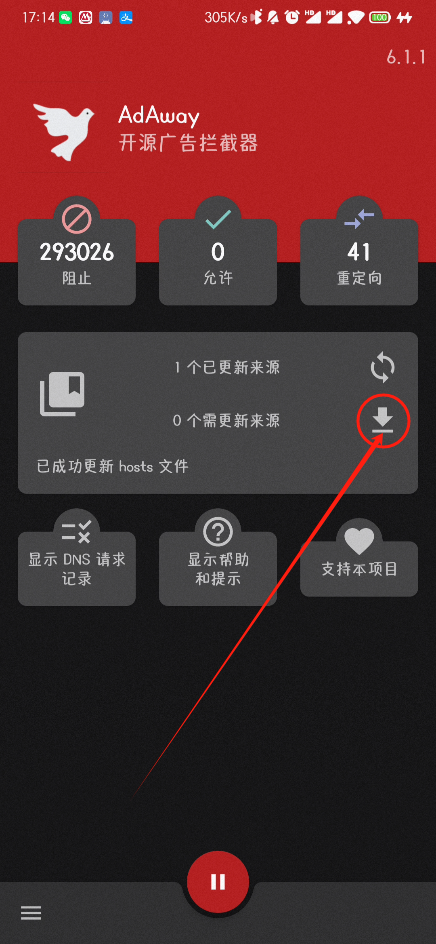 17:14
305K/s
HD
HD
100
6.1.1
AdAway
开源广告拦截器
293026
0
41
阻止
允许
重定向
1 个已更新来源
0 个需更新来源
已成功更新 hosts 文件
显示 DNS 请求
记录
显示帮助
和提示
支持本项目